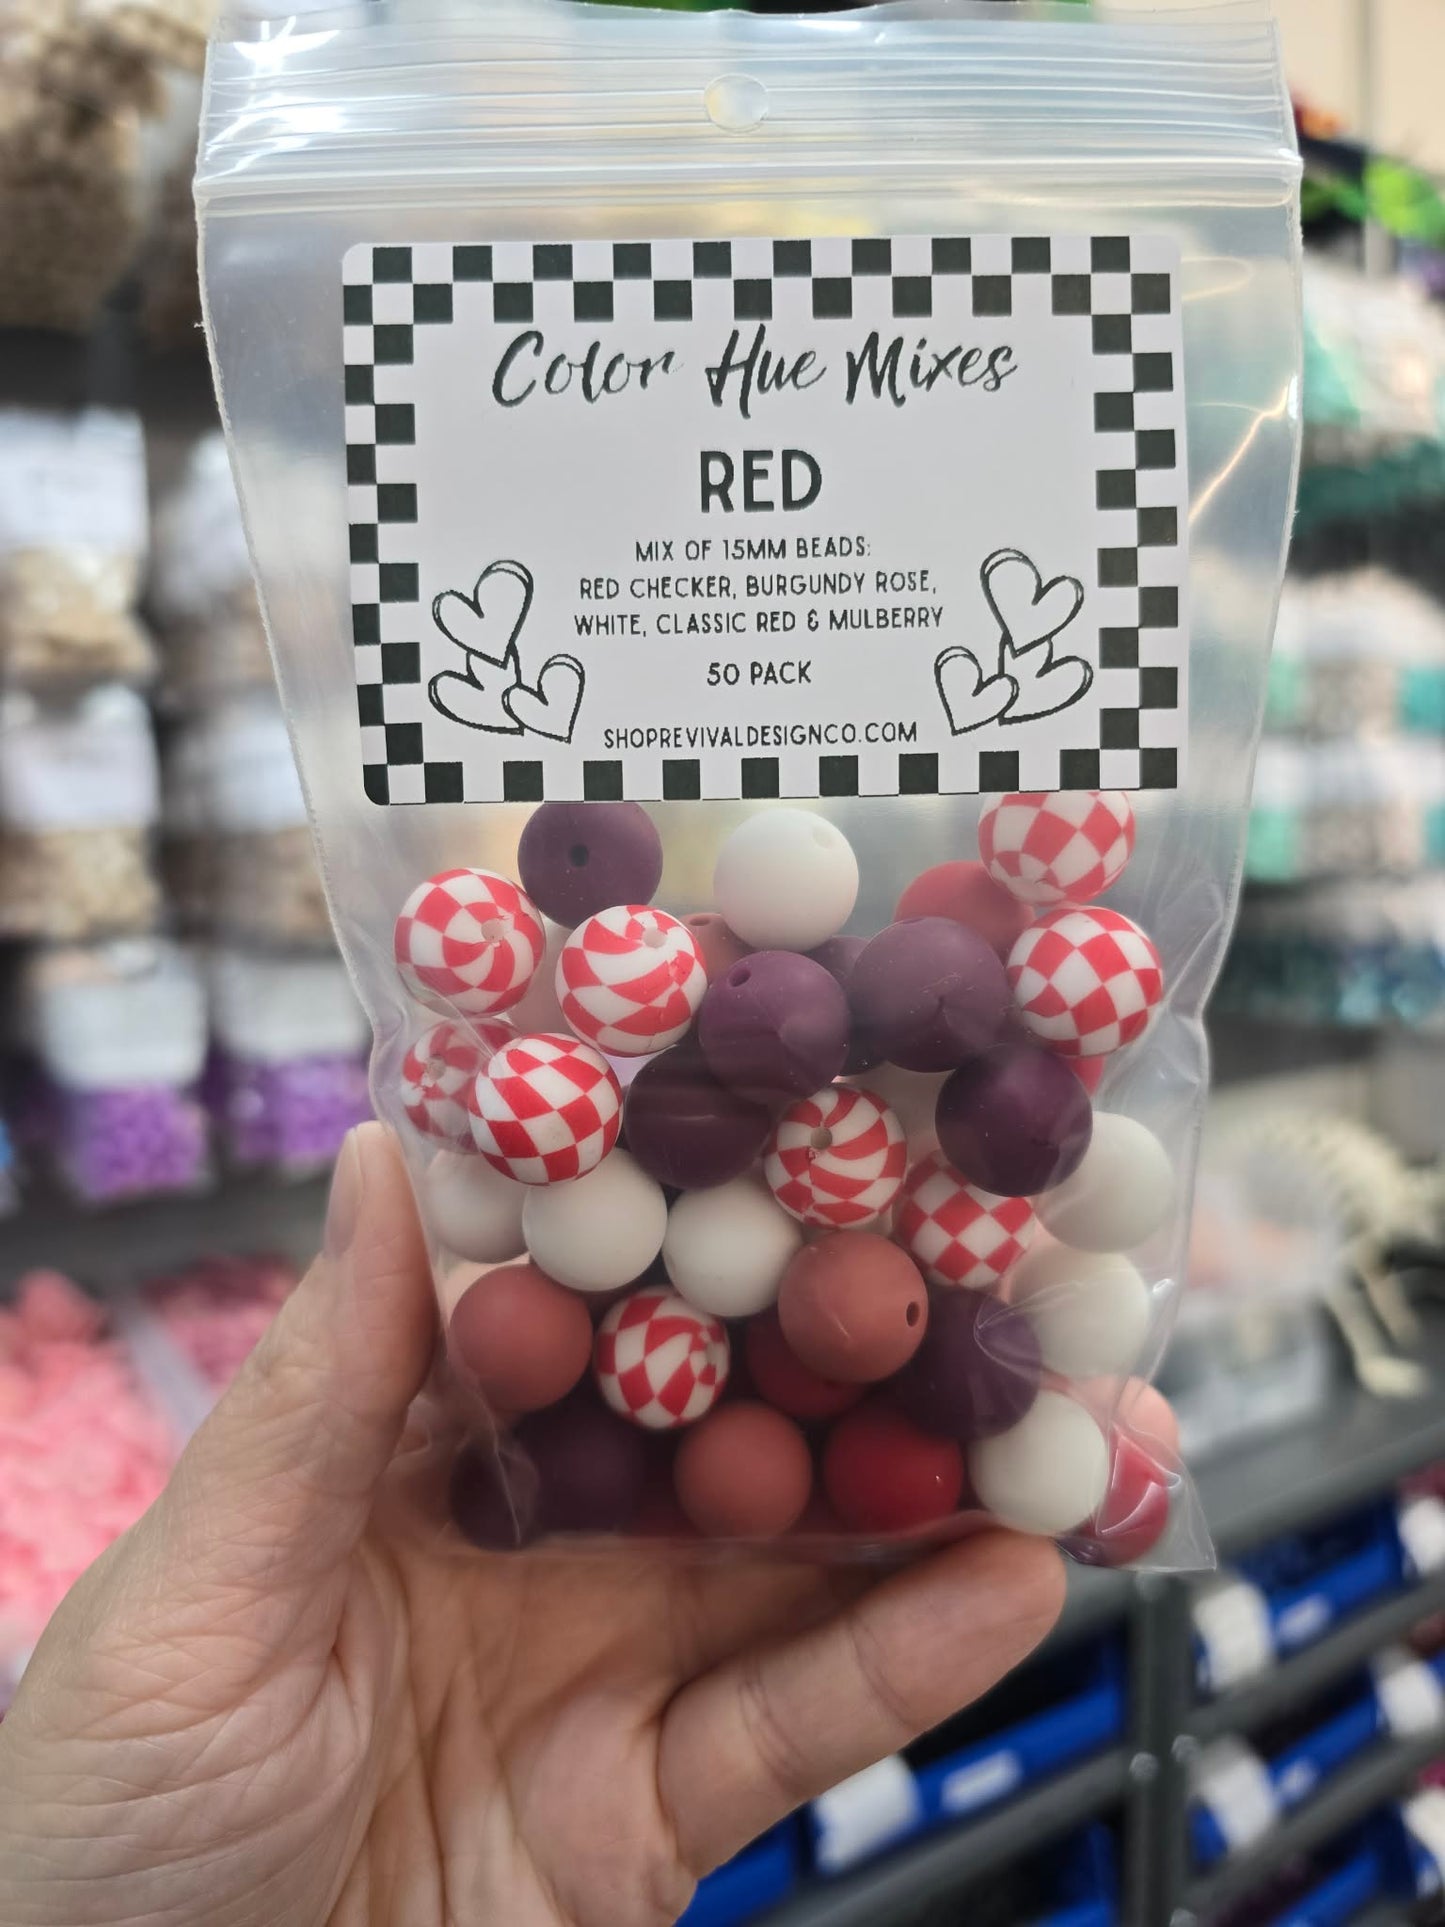 Color Hue Mixes
RED
MIX OF 15MM BEADS:
RED CHECKER, BURGUNDY ROSE,
WHITE, CLASSIC RED & MULBERRY
50 PACK
SHOPREVIVALDESIGNCO.COM